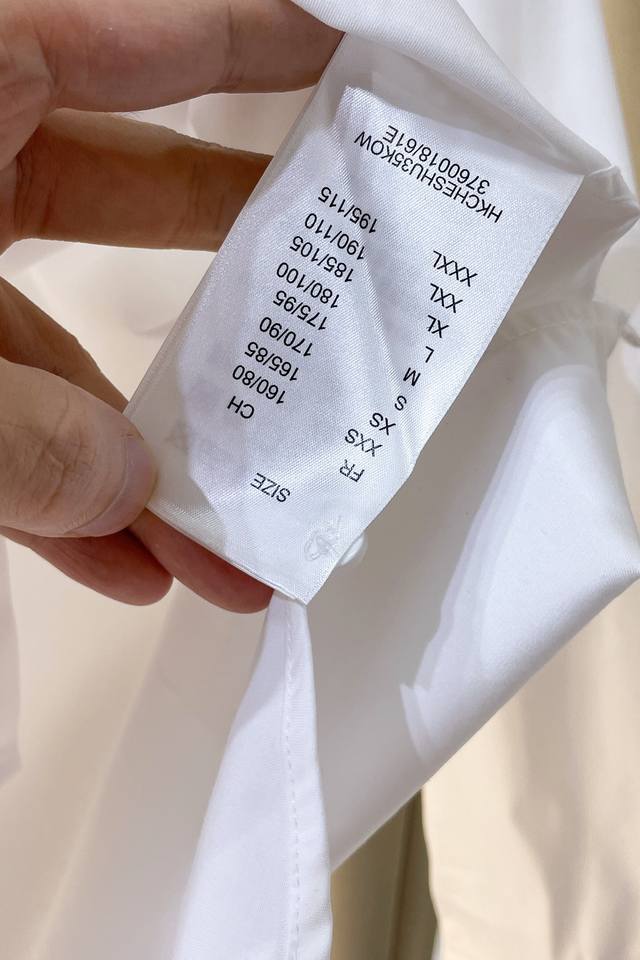 SIZE
FR CH
XXS 160/80
XS 165/85
S 170/90
M 175/95
L 180/100
XL 185/105
XXL 190/110
XXXL 195/115
HKCHESHU35KOW
3760018/61E